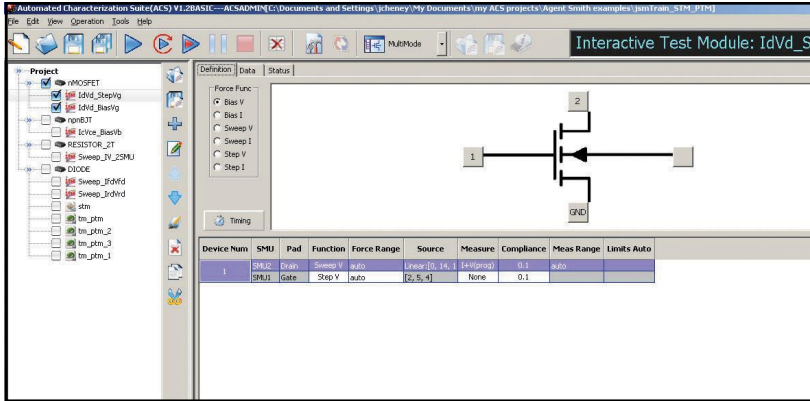 Automated Characterization Suite(ACS) V1.2BASIC---ACSADMIN[C:\Documents and Settings\jcheney\My Documents\my ACS projects\Agent Smith examples\jsmTrain_STM_PTM]
File Edit View Operation Tools Help
MultiMode
Interactive Test Module: IdVd_S
Project
nMOSFET
IdVd_StepVg
IdVd_BiasVg
npnBJT
IcVce_BiasVb
RESISTOR_2T
Sweep_IV_2SMU
DIODE
Sweep_IfdVfd
Sweep_IrdVrd
stm
tm_ptm
tm_ptm_2
tm_ptm_3
tm_ptm_1
Definition Data Status
Force Func
Bias V
Bias I
Sweep V
Sweep I
Step V
Step I
Timing
2
1
GND
Device Num SMU Pad Function Force Range Source Measure Compliance Meas Range Limits Auto
1 SMU2 Drain Sweep V auto Linear:[0, 14, 1 I+V(prog) 0.1 auto
SMU1 Gate Step V auto [2, 5, 4] None 0.1